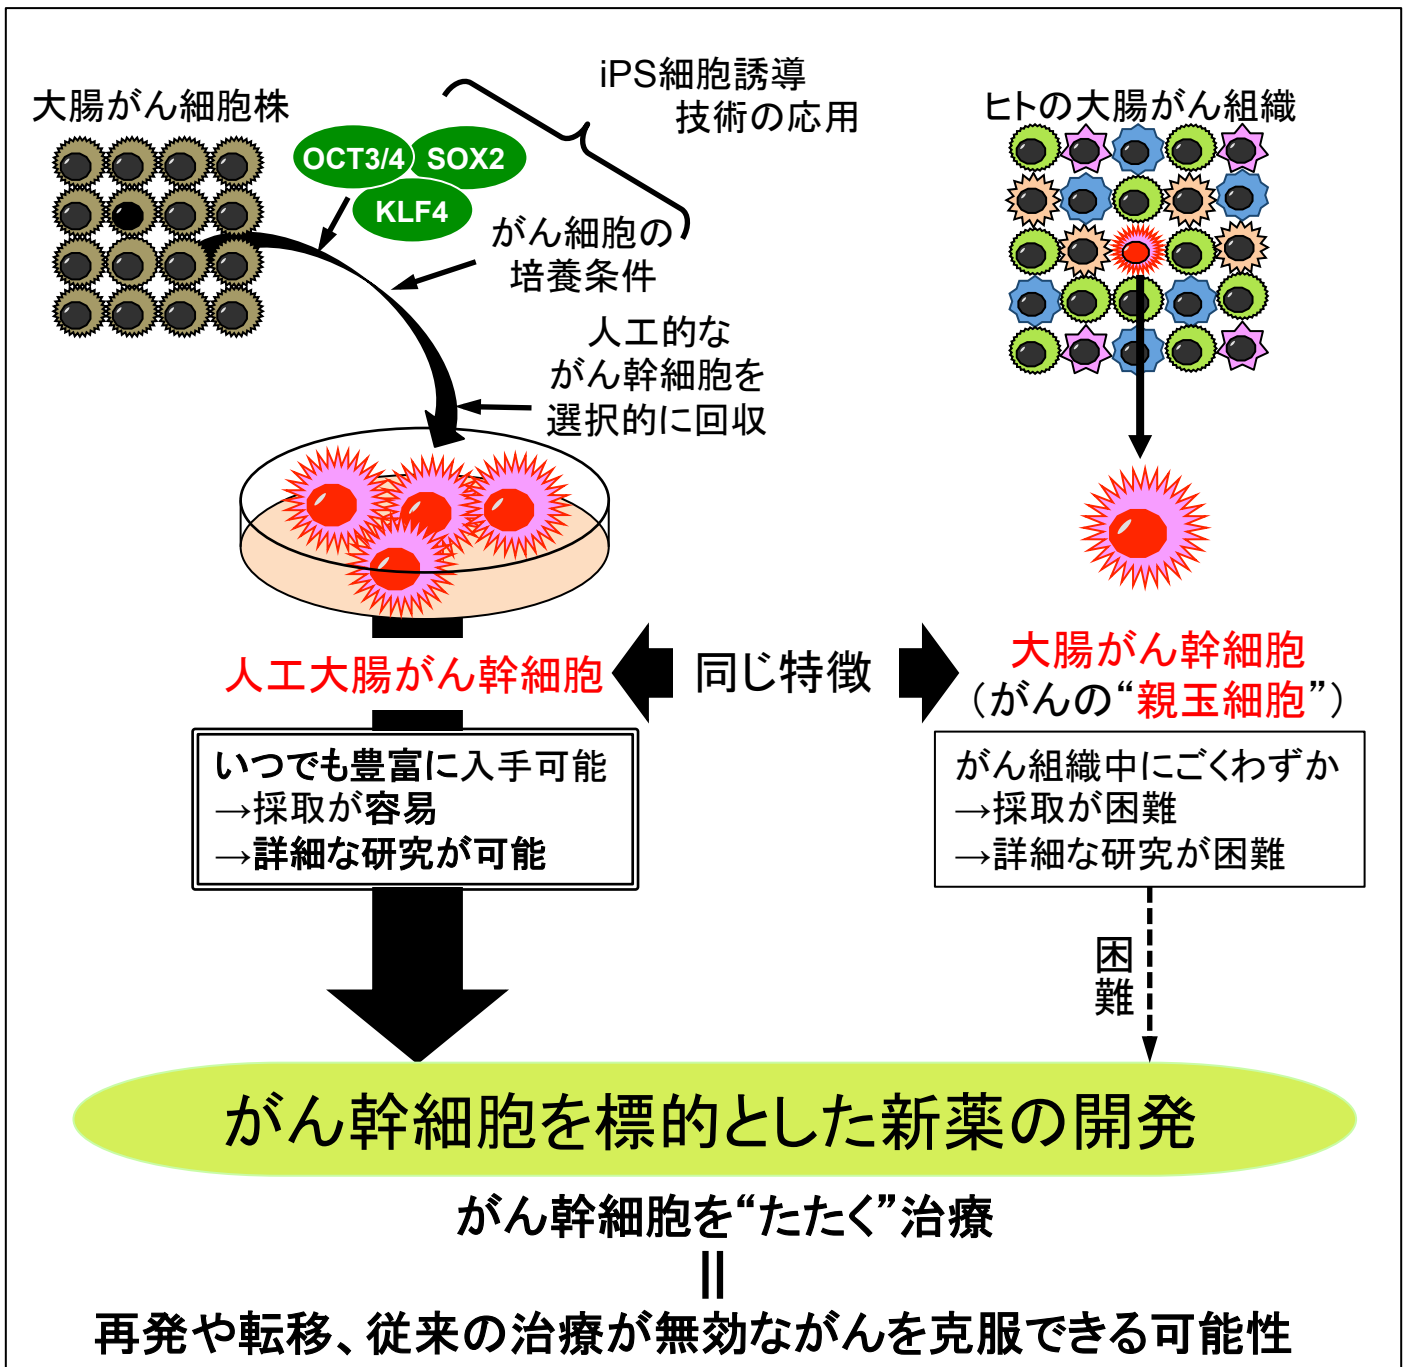 大腸がん細胞株
OCT3/4
SOX2
KLF4
iPS細胞誘導
技術の応用
がん細胞の
培養条件
人工的な
がん幹細胞を
選択的に回収
ヒトの大腸がん組織
人工大腸がん幹細胞
同じ特徴
大腸がん幹細胞
（がんの“親玉細胞”）
いつでも豊富に入手可能
→採取が容易
→詳細な研究が可能
がん組織中にごくわずか
→採取が困難
→詳細な研究が困難
困難
がん幹細胞を標的とした新薬の開発
がん幹細胞を“たたく”治療
||
再発や転移、従来の治療が無効ながんを克服できる可能性